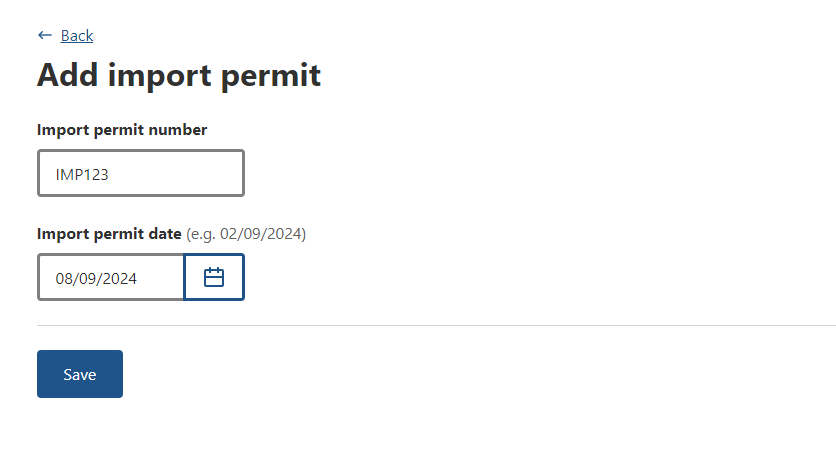 ← Back
Add import permit
Import permit number
IMP123
Import permit date (e.g. 02/09/2024)
08/09/2024
Save